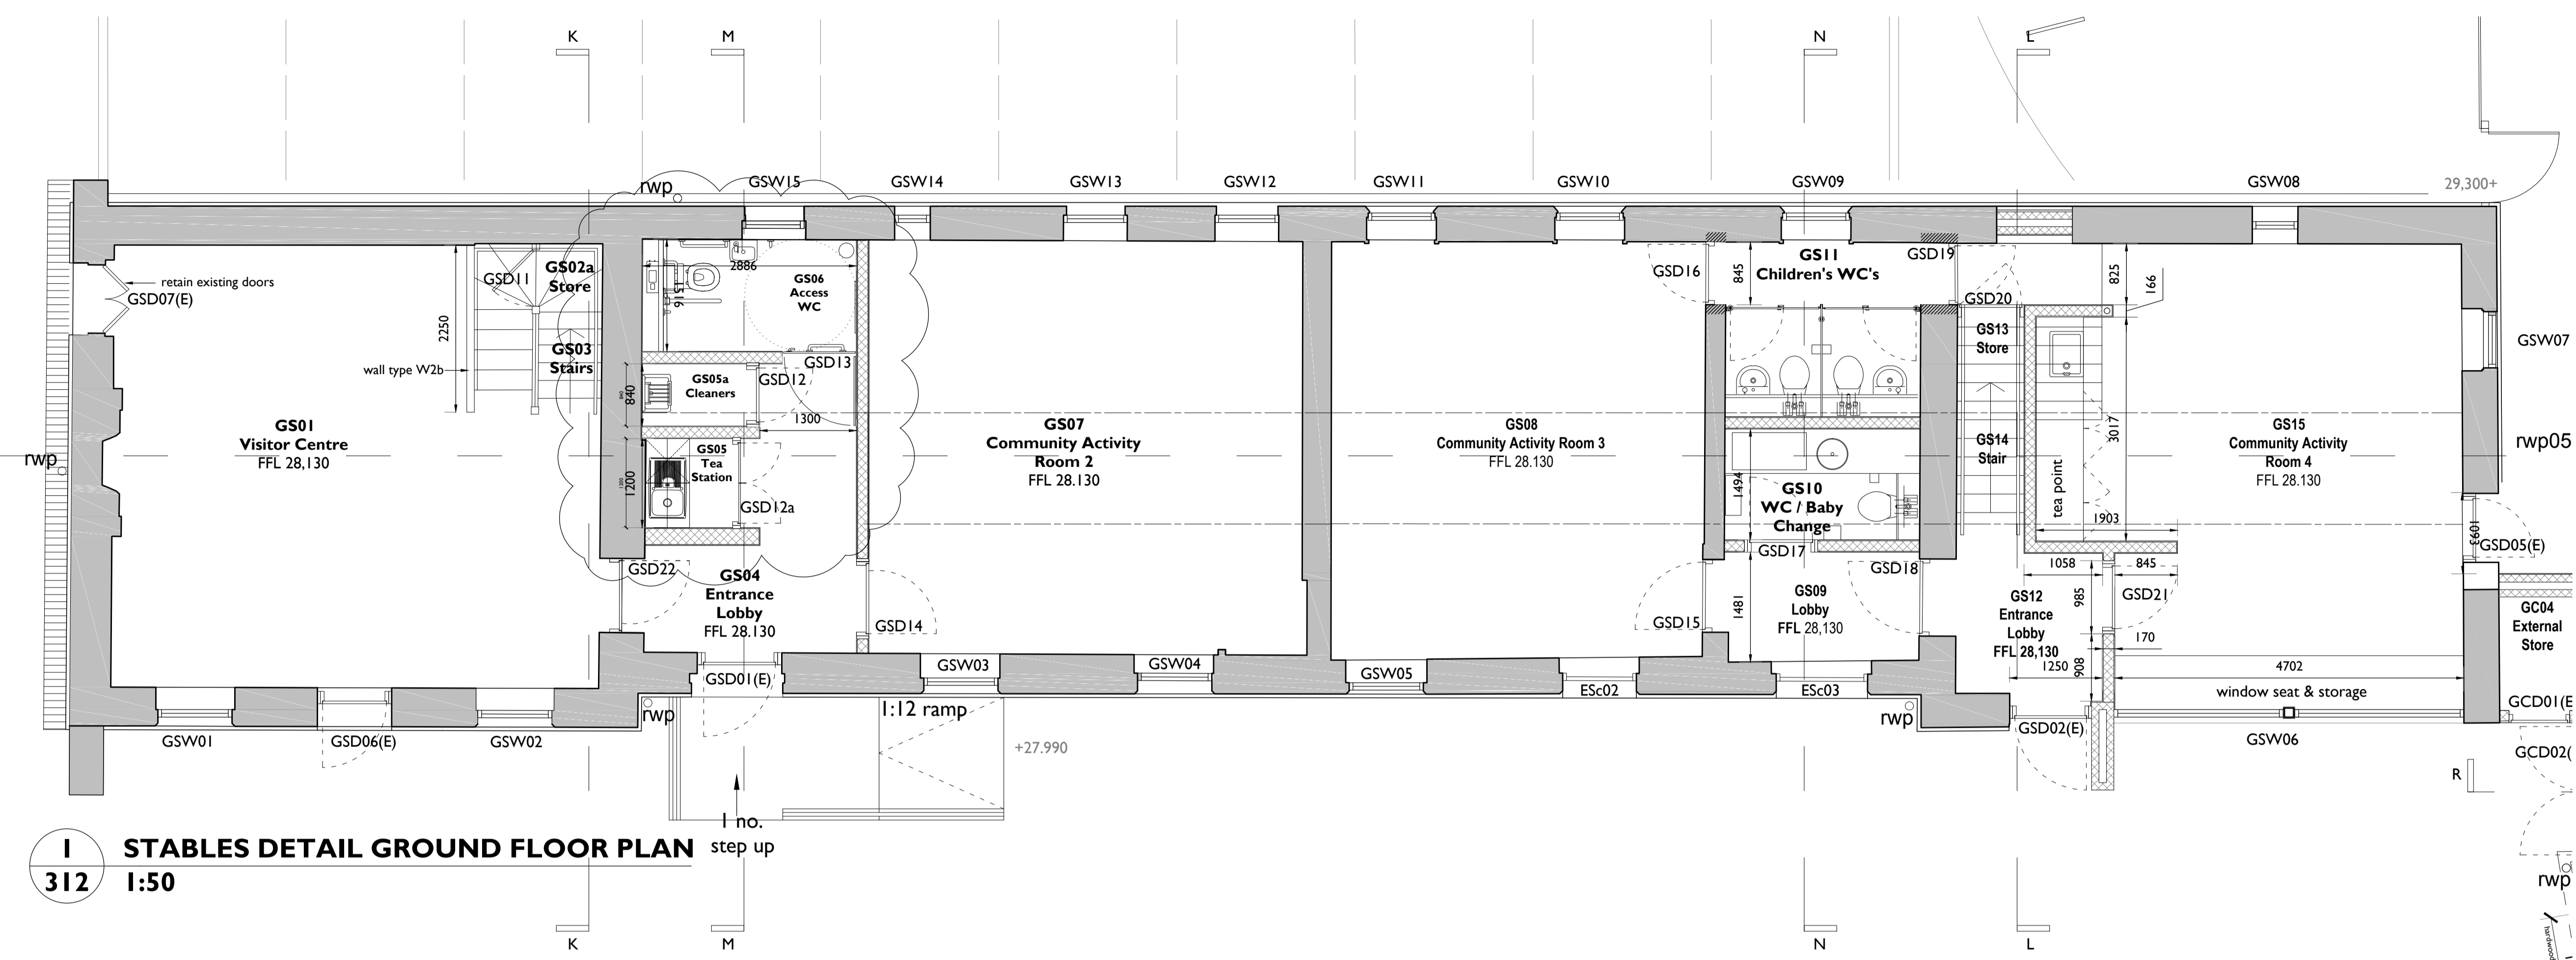 K
M
N
L
rwp
GSW15
GSW14
GSW13
GSW12
GSW11
GSW10
GSW09
GSW08
29,300+
retain existing doors
GSD07(E)
GSD11
GS02a
Store
2250
GS03
Stairs
wall type W2b
2886
1516
GS06
Access
WC
GSD13
GSD12
GS05a
Cleaners
840
840
1300
GS01
Visitor Centre
FFL 28,130
rwp
GS05
Tea
Station
1200
1200
GSD12a
GS07
Community Activity
Room 2
FFL 28.130
GS08
Community Activity Room 3
FFL 28.130
GSD16
845
GS11
Children's WC's
GSD19
GSD20
825
166
GS13
Store
GSW07
3017
GS14
Stair
tea point
1903
GS15
Community Activity
Room 4
FFL 28.130
rwp05
1494
GS10
WC / Baby
Change
GSD17
1093
GSD05(E)
GSD22
GS04
Entrance
Lobby
FFL 28.130
GSD14
GSD15
1481
GS09
Lobby
FFL 28,130
GSD18
1058
845
985
GSD21
GS12
Entrance
Lobby
FFL 28,130
170
1250
908
4702
GC04
External
Store
window seat & storage
GSD01(E)
GSW03
GSW04
GSW05
ESc02
ESc03
GCD01(E
rwp
1:12 ramp
rwp
GSD02(E)
GSW01
GSD06(E)
GSW02
+27.990
GSW06
GCD02(
R
1 no.
step up
1 STABLES DETAIL GROUND FLOOR PLAN
312 1:50
rwp
K
M
N
L